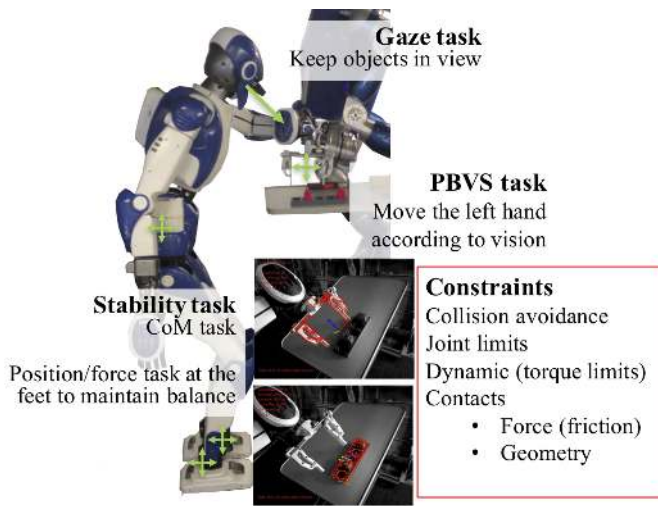 Gaze task
Keep objects in view
PBVS task
Move the left hand
according to vision
Stability task
CoM task
Position/force task at the
feet to maintain balance
Constraints
Collision avoidance
Joint limits
Dynamic (torque limits)
Contacts
• Force (friction)
• Geometry